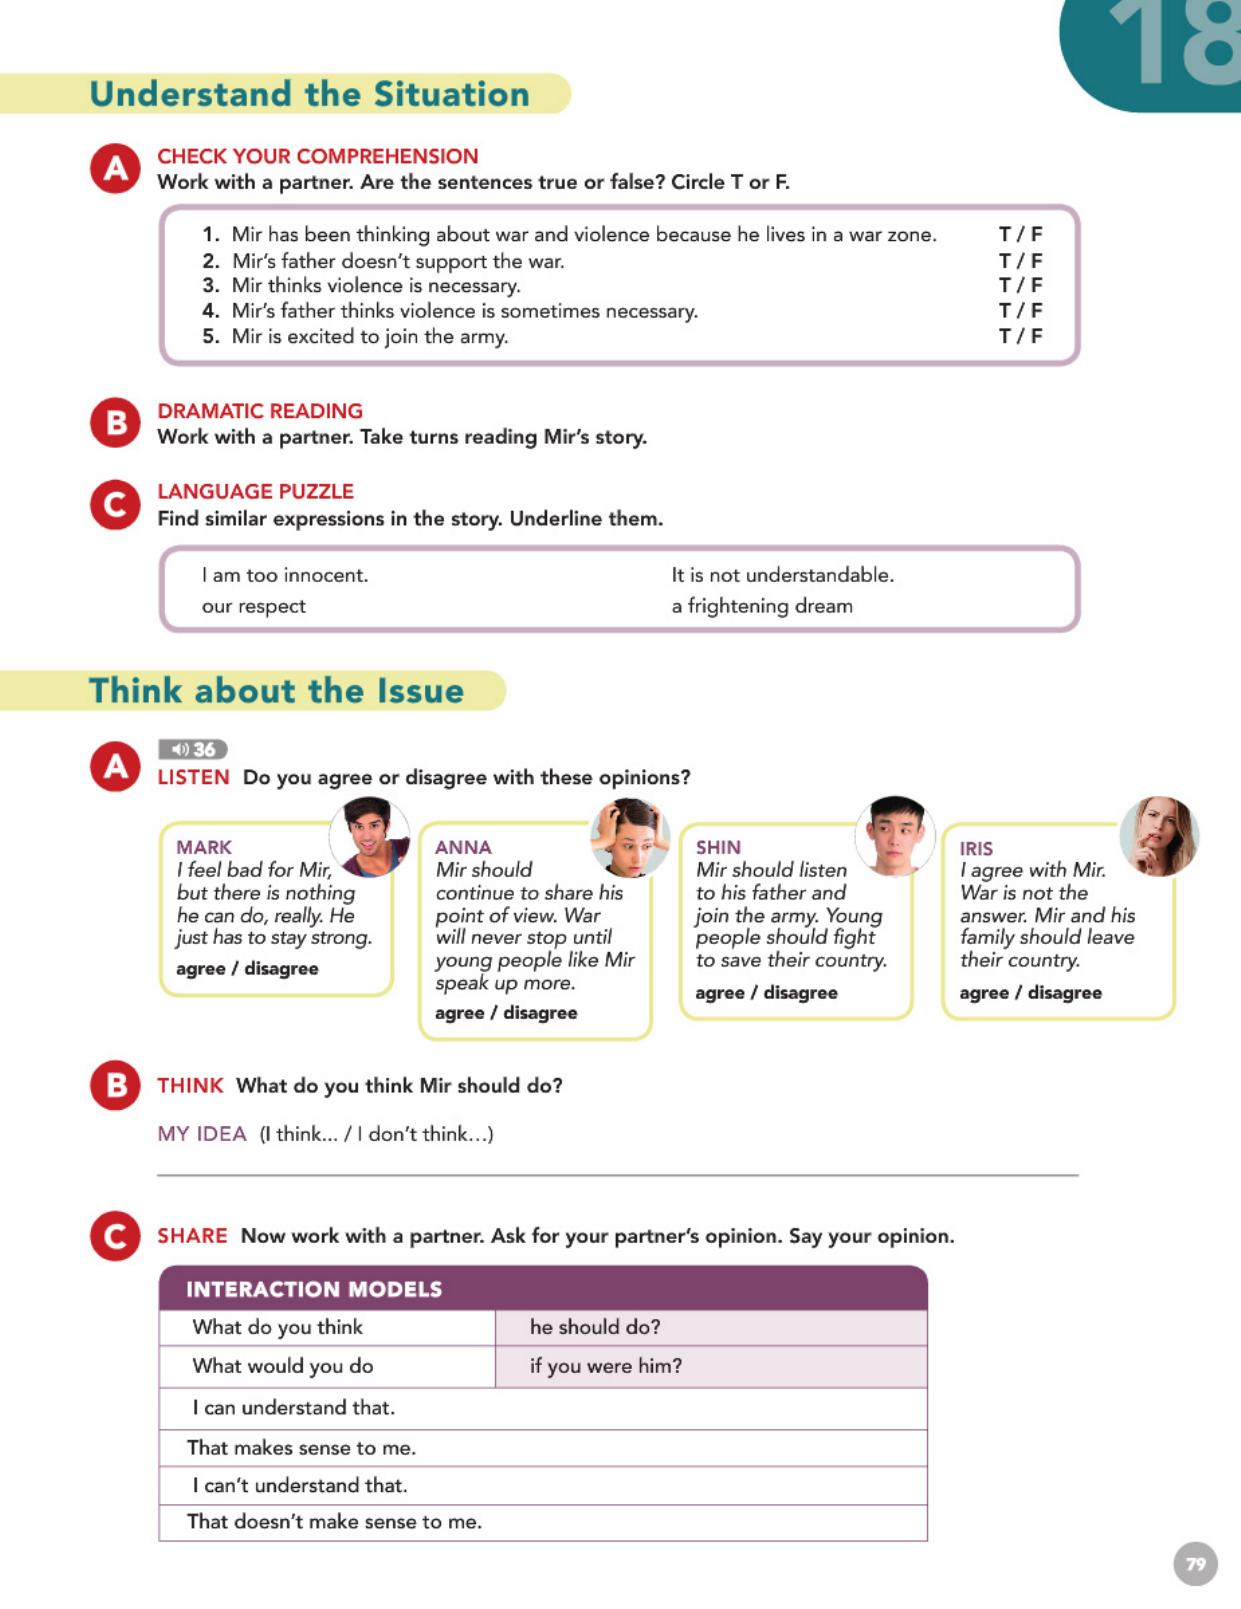 18
Understand the Situation
A
CHECK YOUR COMPREHENSION
Work with a partner. Are the sentences true or false? Circle T or F.
1. Mir has been thinking about war and violence because he lives in a war zone. T / F
2. Mir's father doesn't support the war. T / F
3. Mir thinks violence is necessary. T / F
4. Mir's father thinks violence is sometimes necessary. T / F
5. Mir is excited to join the army. T / F
B
DRAMATIC READING
Work with a partner. Take turns reading Mir's story.
C
LANGUAGE PUZZLE
Find similar expressions in the story. Underline them.
I am too innocent. It is not understandable.
our respect a frightening dream
Think about the Issue
A
36
LISTEN Do you agree or disagree with these opinions?
MARK
I feel bad for Mir,
but there is nothing
he can do, really. He
just has to stay strong.
agree / disagree
ANNA
Mir should
continue to share his
point of view. War
will never stop until
young people like Mir
speak up more.
agree / disagree
SHIN
Mir should listen
to his father and
join the army. Young
people should fight
to save their country.
agree / disagree
IRIS
I agree with Mir.
War is not the
answer. Mir and his
family should leave
their country.
agree / disagree
B
THINK What do you think Mir should do?
MY IDEA (I think... / I don't think...)
C
SHARE Now work with a partner. Ask for your partner's opinion. Say your opinion.
INTERACTION MODELS
What do you think he should do?
What would you do if you were him?
I can understand that.
That makes sense to me.
I can't understand that.
That doesn't make sense to me.
79